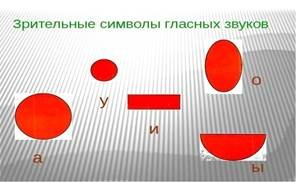 Зрительные символы гласных звуков
о
у
и
а
ы